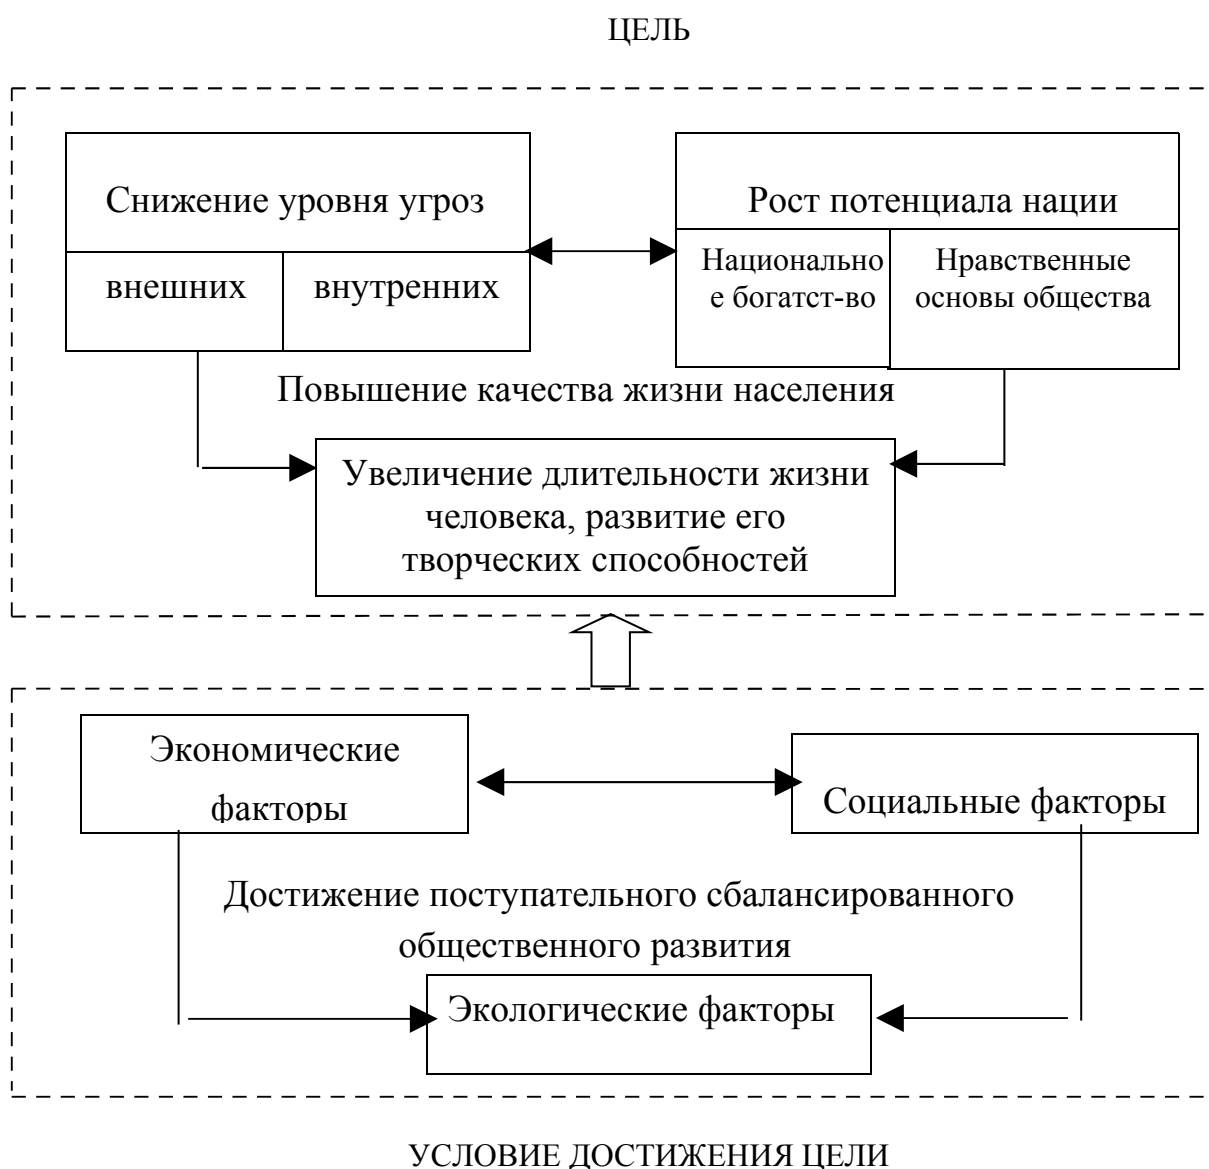 ЦЕЛЬ
Снижение уровня угроз
внешних
внутренних
Рост потенциала нации
Национально
е богатст-во
Нравственные
основы общества
Повышение качества жизни населения
Увеличение длительности жизни
человека, развитие его
творческих способностей
Экономические
факторы
Социальные факторы
Достижение поступательного сбалансированного
общественного развития
Экологические факторы
УСЛОВИЕ ДОСТИЖЕНИЯ ЦЕЛИ